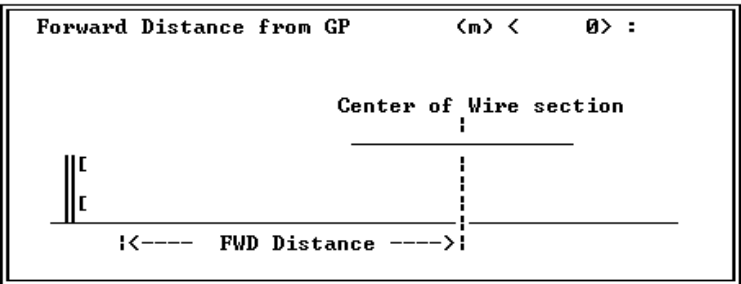 Forward Distance from GP (m) < 0> :
Center of Wire section
[
[
|<---- FWD Distance ---->|